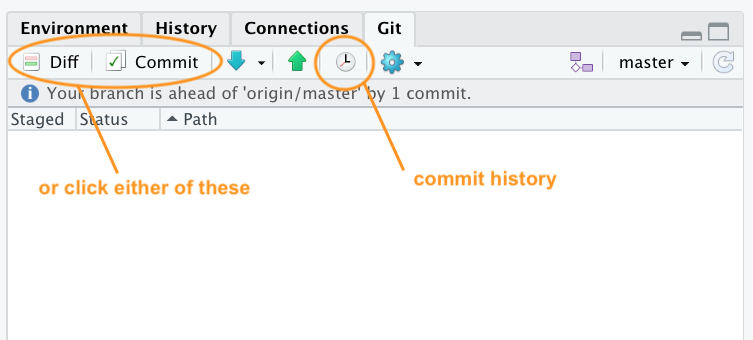 Environment History Connections Git
Diff Commit master
Your branch is ahead of 'origin/master' by 1 commit.
Staged Status Path
or click either of these
commit history